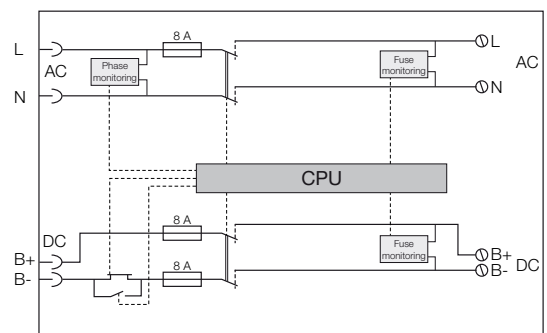 8 A
L
L
AC
Phase
monitoring
Fuse
monitoring
AC
N
N
CPU
8 A
DC
B+
Fuse
monitoring
B+
8 A
B-
B-
DC